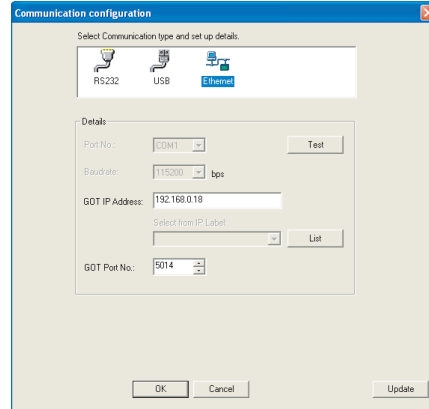 Communication configuration
Select Communication type and set up details.
RS232 USB Ethernet
Details
Port No.: COM1 Test
Baudrate: 115200 bps
GOT IP Address: 192.168.0.18
Select from IP Label:
List
GOT Port No.: 5014
OK Cancel Update